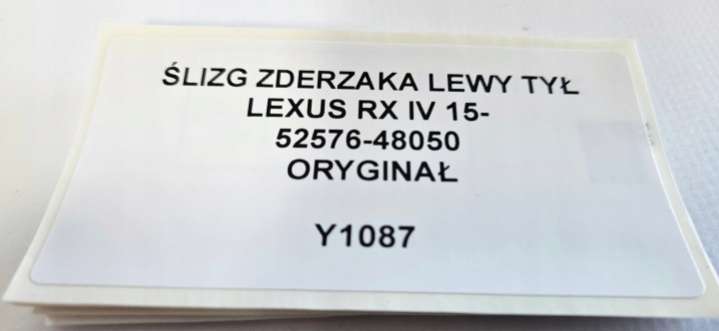 ŚLIZG ZDERZAKA LEWY TYŁ
LEXUS RX IV 15-
52576-48050
ORYGINAŁ
Y1087